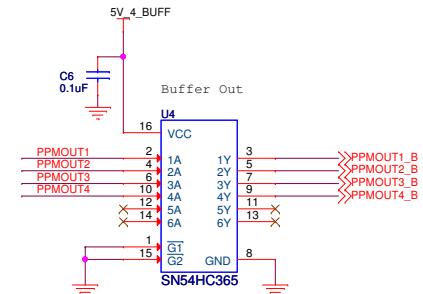 5V_4_BUFF
C6
0.1uF
Buffer Out
U4
16 VCC
PPMOUT1 2 1A 1Y 3 PPMOUT1_B
PPMOUT2 4 2A 2Y 5 PPMOUT2_B
PPMOUT3 6 3A 3Y 7 PPMOUT3_B
PPMOUT4 10 4A 4Y 9 PPMOUT4_B
12 5A 5Y 11
14 6A 6Y 13
1 G1
15 G2 GND 8
SN54HC365